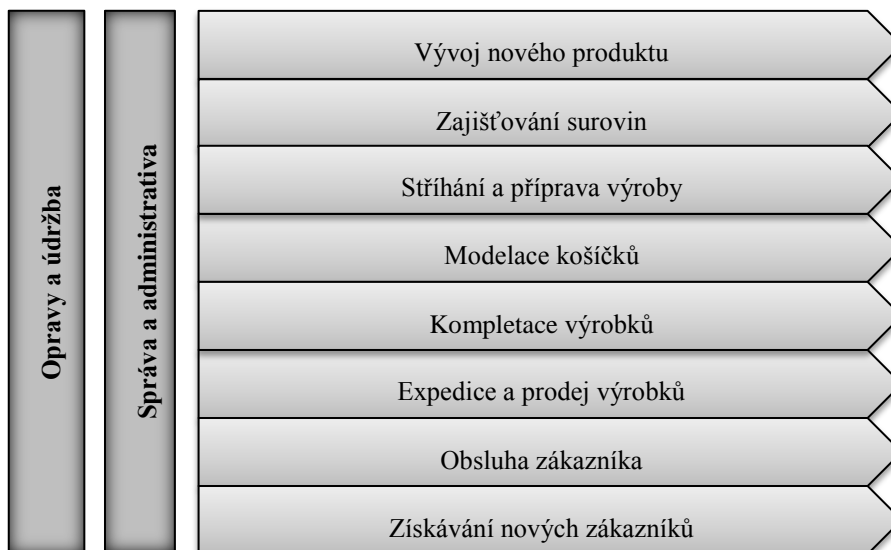 Opravy a údržba
Správa a administrativa
Vývoj nového produktu
Zajišťování surovin
Stříhání a příprava výroby
Modelace košíčků
Kompletace výrobků
Expedice a prodej výrobků
Obsluha zákazníka
Získávání nových zákazníků